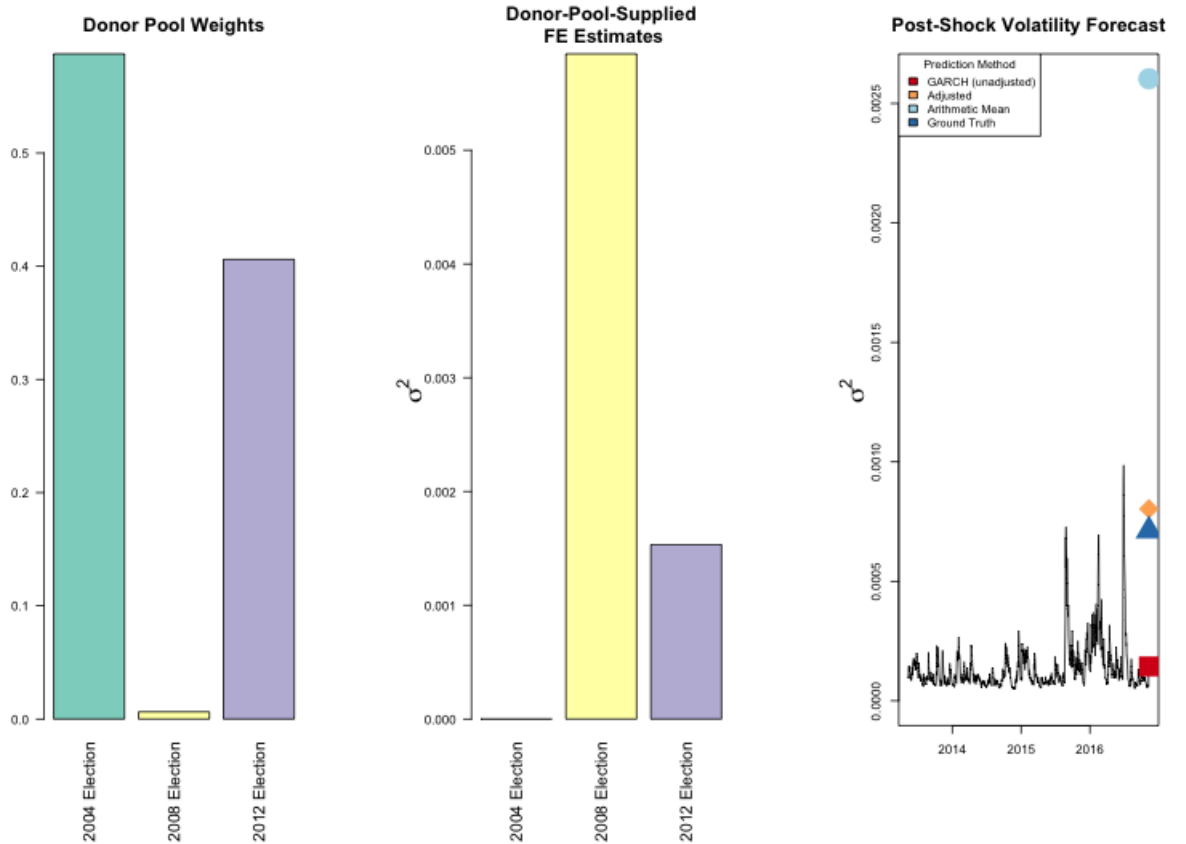 Donor Pool Weights
0.5
0.4
0.3
0.2
0.1
0.0
2004 Election
2008 Election
2012 Election
Donor-Pool-Supplied
FE Estimates
σ²
0.005
0.004
0.003
0.002
0.001
0.000
2004 Election
2008 Election
2012 Election
Post-Shock Volatility Forecast
Prediction Method
GARCH (unadjusted)
Adjusted
Arithmetic Mean
Ground Truth
σ²
0.0025
0.0020
0.0015
0.0010
0.0005
0.0000
2014
2015
2016